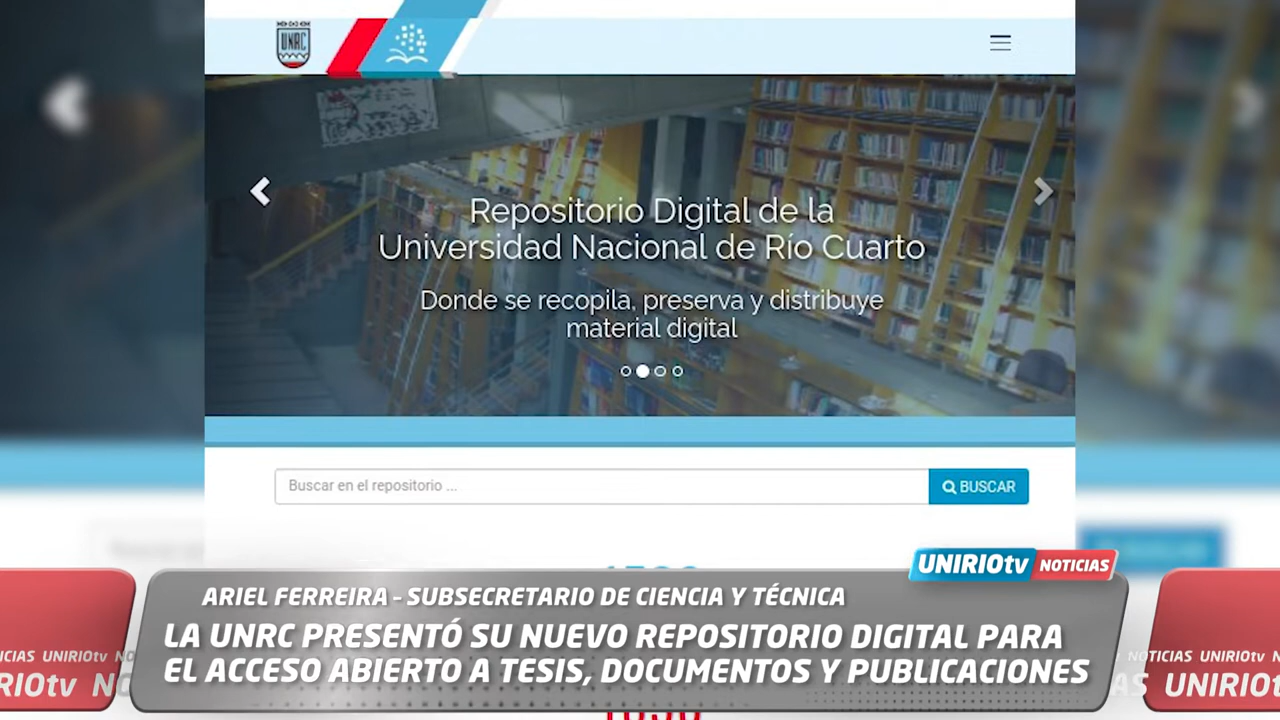 UNRC
Repositorio Digital de la
Universidad Nacional de Río Cuarto
Donde se recopila, preserva y distribuye
material digital
Buscar en el repositorio ...
BUSCAR
UNIRIOtv NOTICIAS
ARIEL FERREIRA - SUBSECRETARIO DE CIENCIA Y TÉCNICA
LA UNRC PRESENTÓ SU NUEVO REPOSITORIO DIGITAL PARA
EL ACCESO ABIERTO A TESIS, DOCUMENTOS Y PUBLICACIONES
UNIRIOtv
NOTICIAS UNIRIOtv